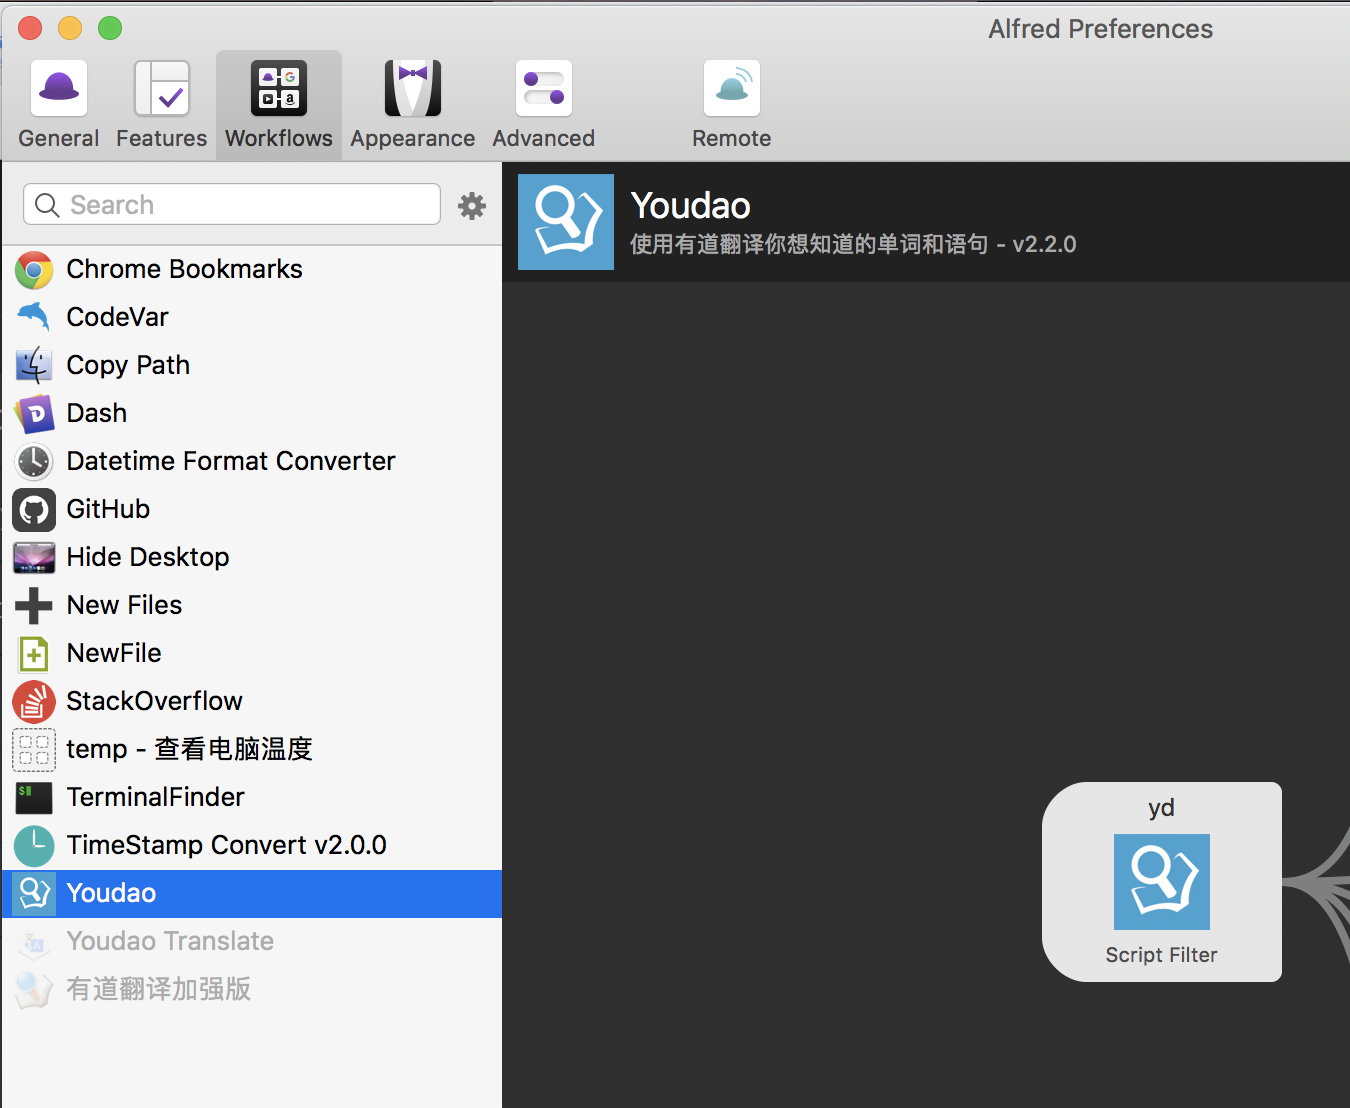 Alfred Preferences
General
Features
Workflows
Appearance
Advanced
Remote
Search
Chrome Bookmarks
CodeVar
Copy Path
Dash
Datetime Format Converter
GitHub
Hide Desktop
New Files
NewFile
StackOverflow
temp - 查看电脑温度
TerminalFinder
TimeStamp Convert v2.0.0
Youdao
Youdao Translate
有道翻译加强版
Youdao
使用有道翻译你想知道的单词和语句 - v2.2.0
yd
Script Filter